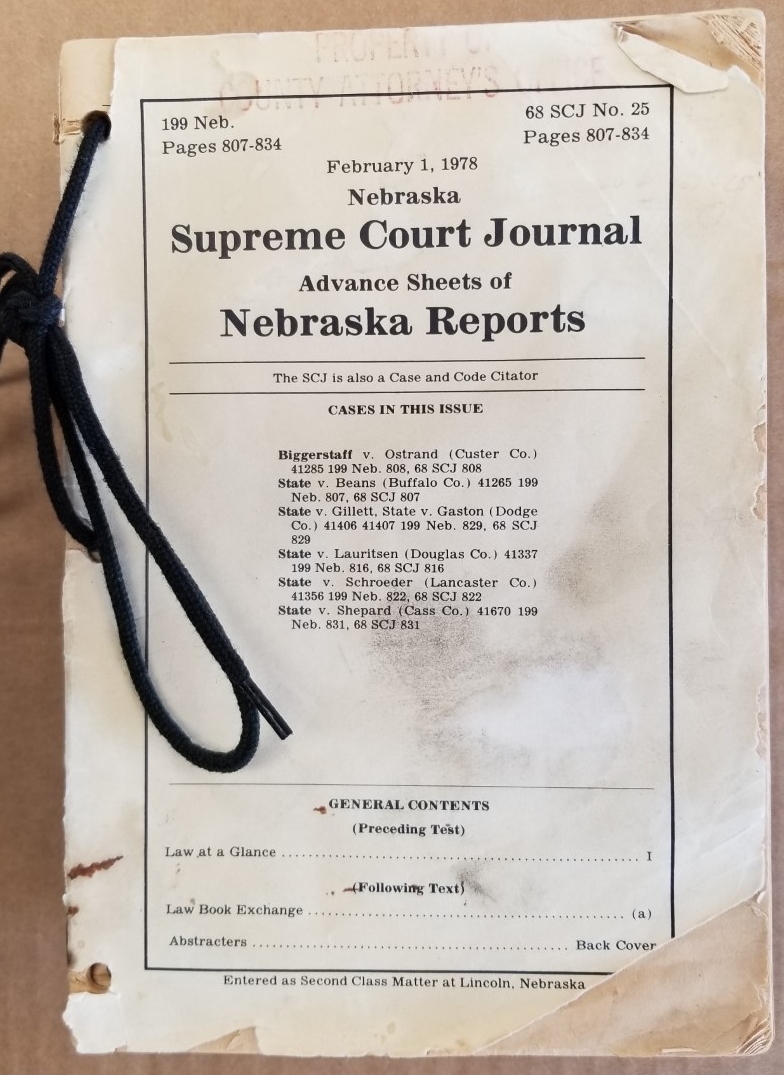 PROPERTY OF
COUNTY ATTORNEY'S OFFICE
199 Neb.
Pages 807-834
68 SCJ No. 25
Pages 807-834
February 1, 1978
Nebraska
Supreme Court Journal
Advance Sheets of
Nebraska Reports
The SCJ is also a Case and Code Citator
CASES IN THIS ISSUE
Biggerstaff v. Ostrand (Custer Co.)
41285 199 Neb. 808, 68 SCJ 808
State v. Beans (Buffalo Co.) 41265 199
Neb. 807, 68 SCJ 807
State v. Gillett, State v. Gaston (Dodge
Co.) 41406 41407 199 Neb. 829, 68 SCJ
829
State v. Lauritsen (Douglas Co.) 41337
199 Neb. 816, 68 SCJ 816
State v. Schroeder (Lancaster Co.)
41356 199 Neb. 822, 68 SCJ 822
State v. Shepard (Cass Co.) 41670 199
Neb. 831, 68 SCJ 831
GENERAL CONTENTS
(Preceding Test)
Law at a Glance ........................................................ I
(Following Text)
Law Book Exchange .................................................. (a)
Abstracters ...................................... Back Cover
Entered as Second Class Matter at Lincoln, Nebraska